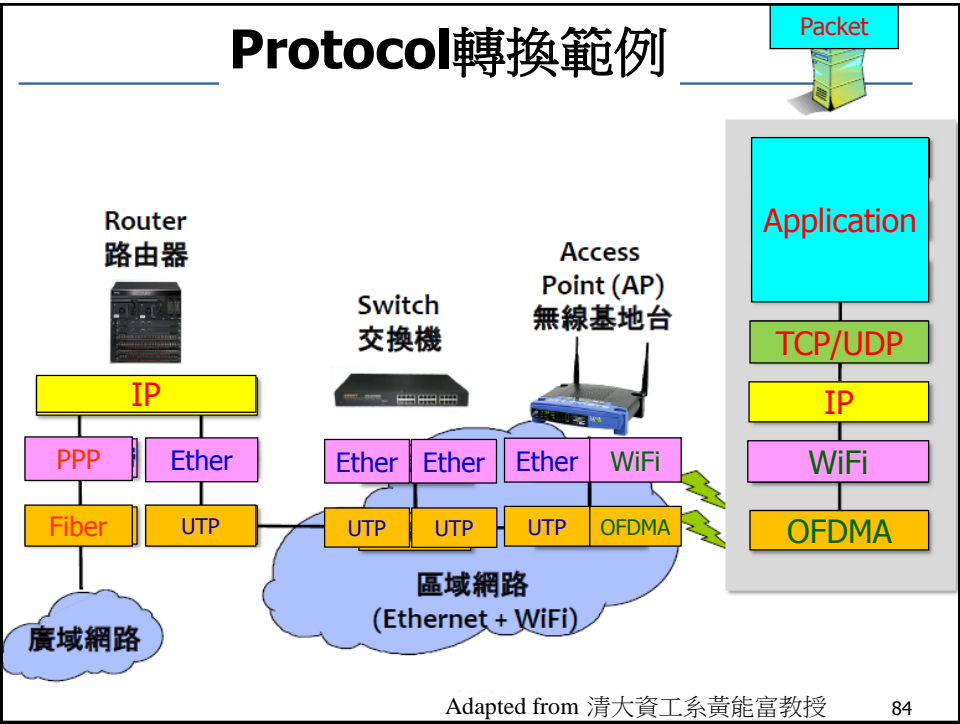 Protocol轉換範例
Packet
Application
TCP/UDP
IP
WiFi
OFDMA
Router
路由器
IP
PPP
Ether
Fiber
UTP
廣域網路
Switch
交換機
Ether Ether
UTP UTP
Access
Point (AP)
無線基地台
Ether WiFi
UTP OFDMA
區域網路
(Ethernet + WiFi)
Adapted from 清大資工系黃能富教授
84